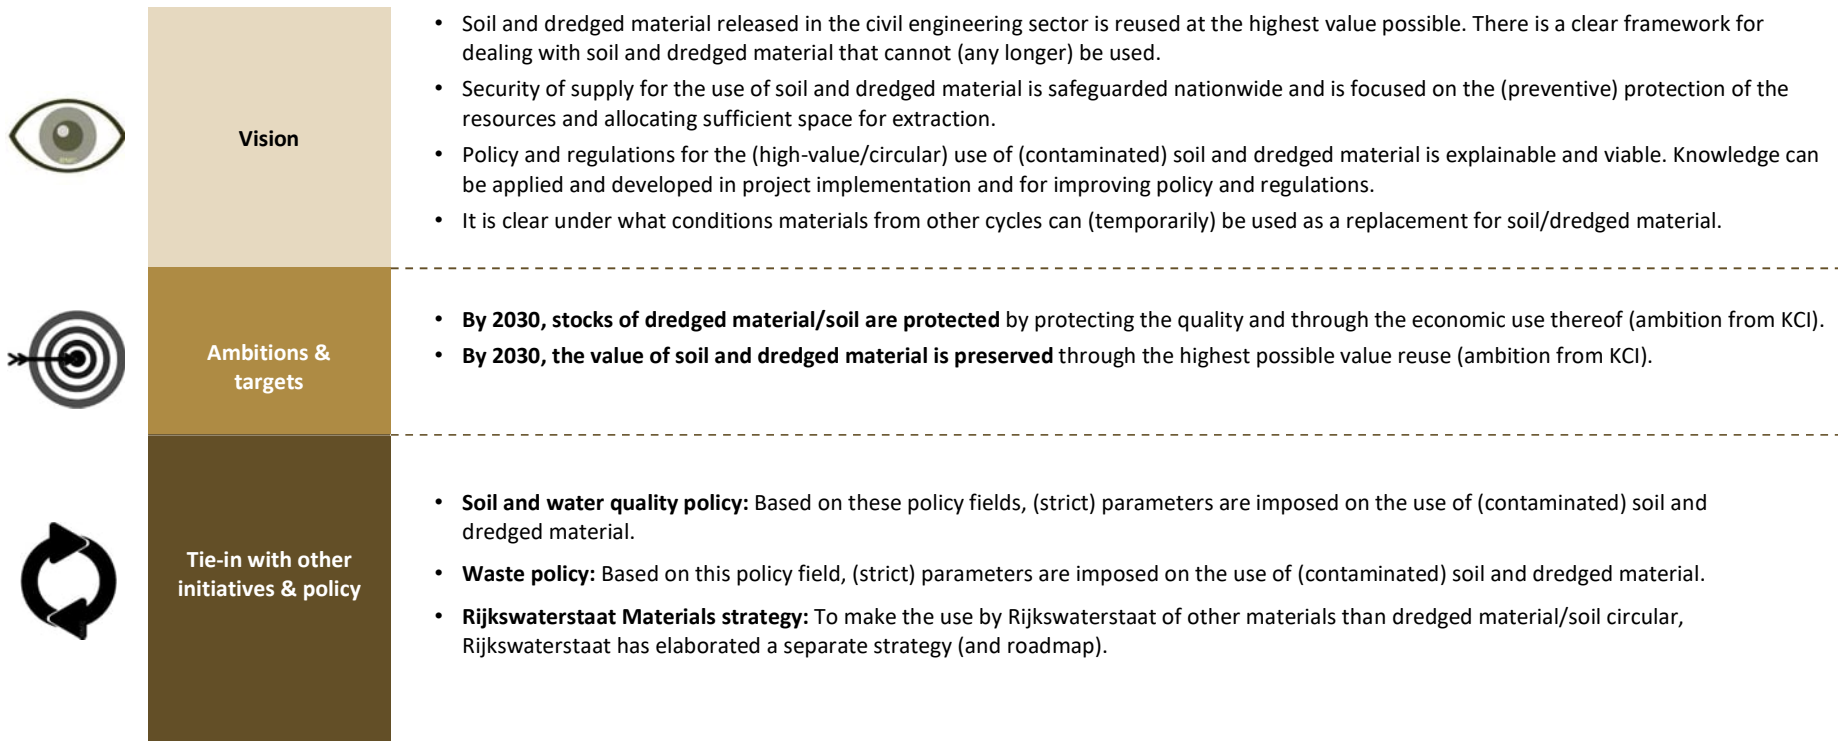 Vision
• Soil and dredged material released in the civil engineering sector is reused at the highest value possible. There is a clear framework for
dealing with soil and dredged material that cannot (any longer) be used.
• Security of supply for the use of soil and dredged material is safeguarded nationwide and is focused on the (preventive) protection of the
resources and allocating sufficient space for extraction.
• Policy and regulations for the (high-value/circular) use of (contaminated) soil and dredged material is explainable and viable. Knowledge can
be applied and developed in project implementation and for improving policy and regulations.
• It is clear under what conditions materials from other cycles can (temporarily) be used as a replacement for soil/dredged material.
Ambitions &
targets
• By 2030, stocks of dredged material/soil are protected by protecting the quality and through the economic use thereof (ambition from KCI).
• By 2030, the value of soil and dredged material is preserved through the highest possible value reuse (ambition from KCI).
Tie-in with other
initiatives & policy
• Soil and water quality policy: Based on these policy fields, (strict) parameters are imposed on the use of (contaminated) soil and
dredged material.
• Waste policy: Based on this policy field, (strict) parameters are imposed on the use of (contaminated) soil and dredged material.
• Rijkswaterstaat Materials strategy: To make the use by Rijkswaterstaat of other materials than dredged material/soil circular,
Rijkswaterstaat has elaborated a separate strategy (and roadmap).